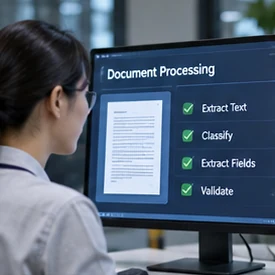 Document Processing
Extract Text
Classify
Extract Fields
Validate